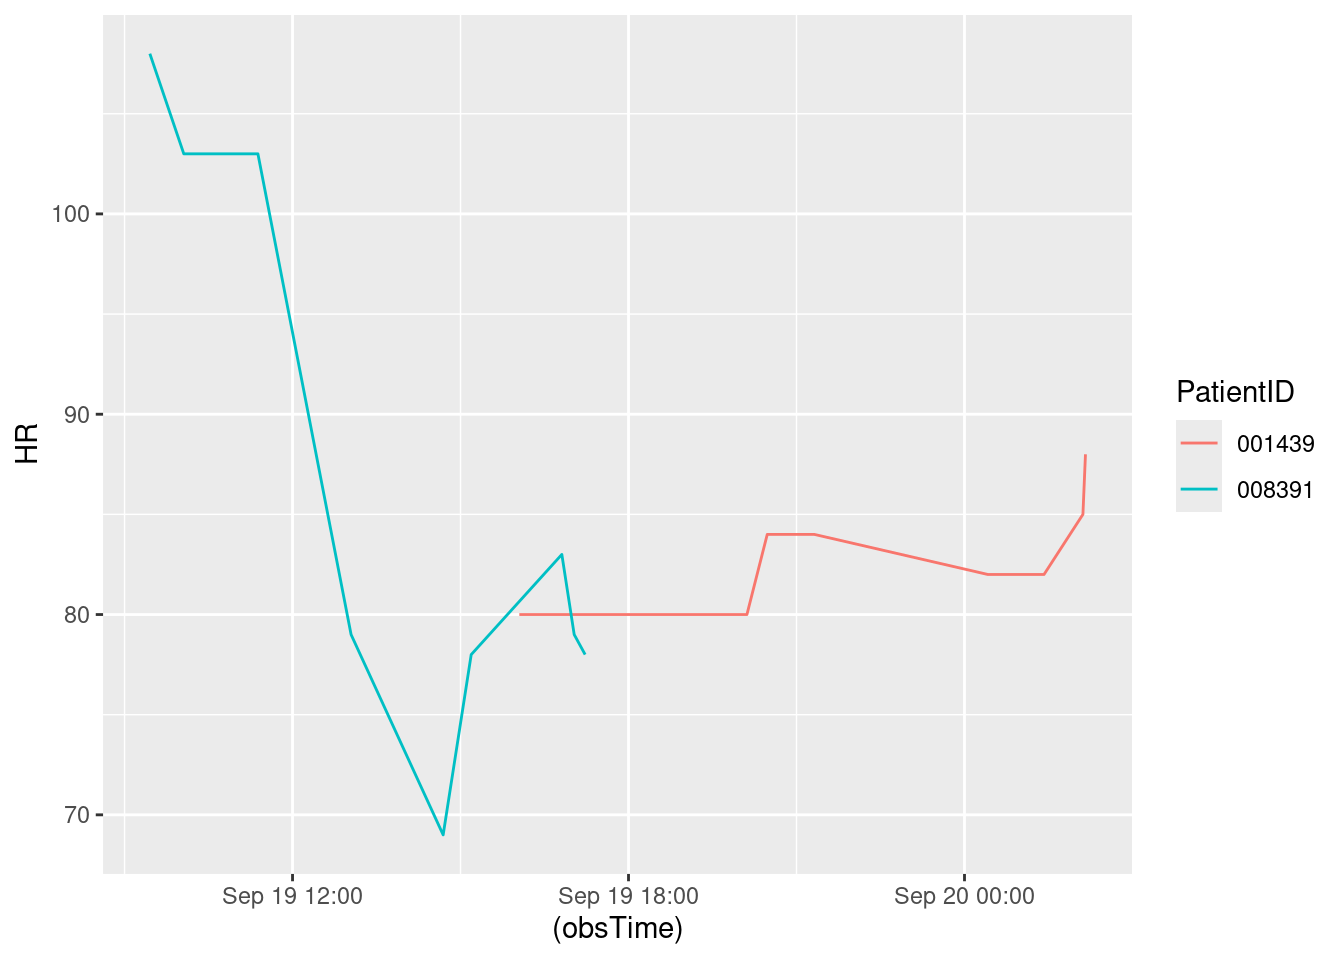 HR
100
90
80
70
Sep 19 12:00
Sep 19 18:00
Sep 20 00:00
(obsTime)
PatientID
001439
008391